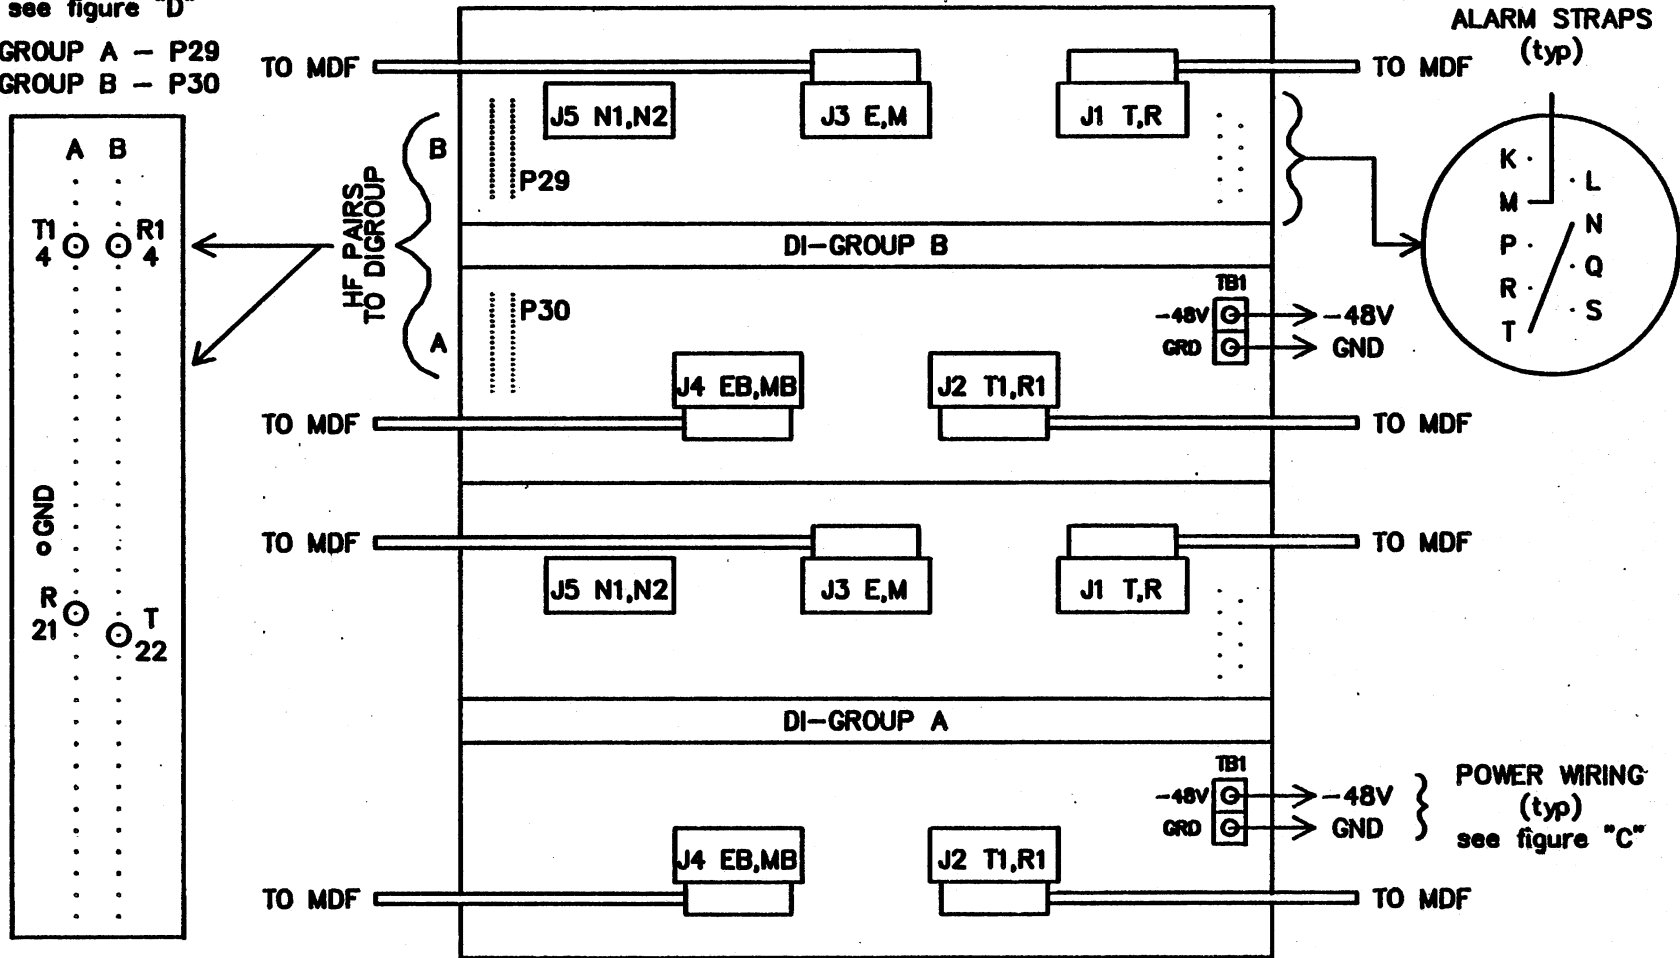 see figure "D"
GROUP A — P29
GROUP B — P30
A B
T1
4
R1
4
GND
R
21
T
22
HF PAIRS
TO DIGROUP
B
A
TO MDF
J5 N1,N2
J3 E,M
J1 T,R
TO MDF
P29
DI-GROUP B
P30
TB1
-48V
-48V
GRD
GND
J4 EB,MB
J2 T1,R1
TO MDF
TO MDF
TO MDF
J5 N1,N2
J3 E,M
J1 T,R
TO MDF
DI-GROUP A
TB1
-48V
-48V
GRD
GND
J4 EB,MB
J2 T1,R1
TO MDF
TO MDF
ALARM STRAPS
(typ)
K
L
M
N
P
Q
R
S
T
POWER WIRING
(typ)
see figure "C"